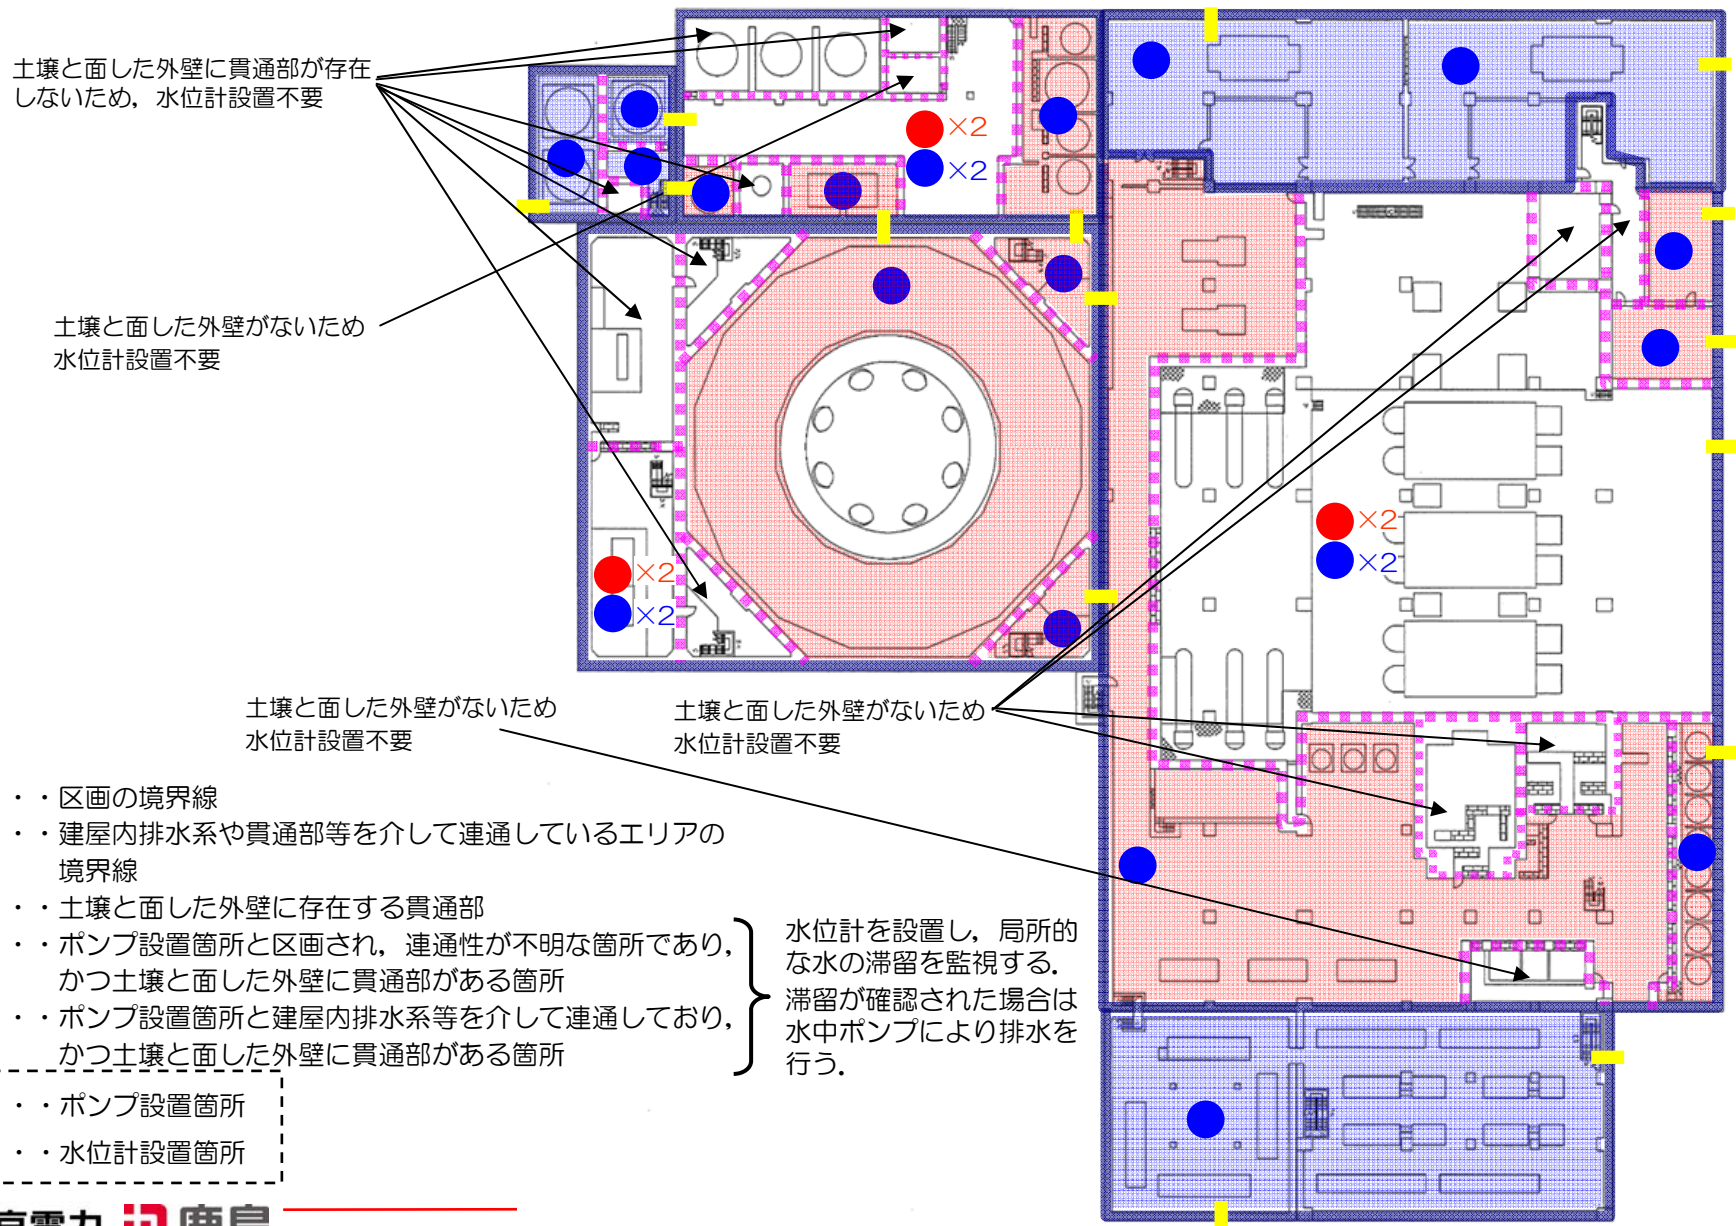 土壌と面した外壁に貫通部が存在
しないため，水位計設置不要
×2
×2
土壌と面した外壁がないため
水位計設置不要
×2
×2
×2
×2
土壌と面した外壁がないため
水位計設置不要
土壌と面した外壁がないため
水位計設置不要
・・区画の境界線
・・建屋内排水系や貫通部等を介して連通しているエリアの
境界線
・・土壌と面した外壁に存在する貫通部
・・ポンプ設置箇所と区画され，連通性が不明な箇所であり，
かつ土壌と面した外壁に貫通部がある箇所
・・ポンプ設置箇所と建屋内排水系等を介して連通しており，
かつ土壌と面した外壁に貫通部がある箇所
水位計を設置し，局所的
な水の滞留を監視する．
滞留が確認された場合は
水中ポンプにより排水を
行う．
・・ポンプ設置箇所
・・水位計設置箇所
京電力 鹿島